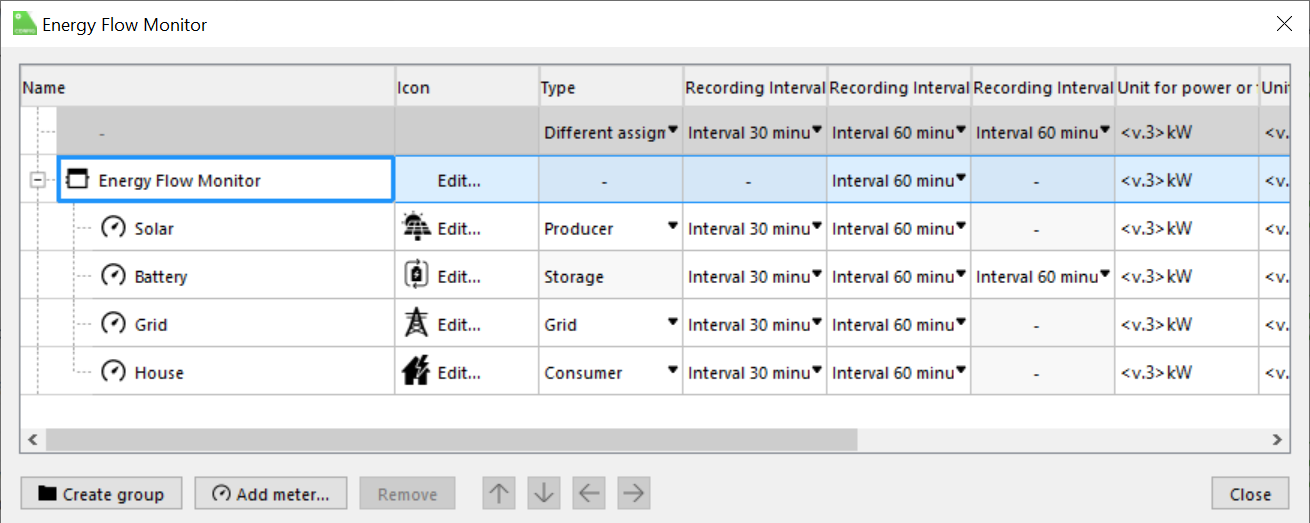 Energy Flow Monitor
Name Icon Type Recording Interval Recording Interval Recording Interval Unit for power or Uni
- Different assign Interval 30 minu Interval 60 minu Interval 60 minu <v.3>kW <v.
Energy Flow Monitor Edit... - - Interval 60 minu - <v.3>kW <v.
Solar Edit... Producer Interval 30 minu Interval 60 minu - <v.3>kW <v.
Battery Edit... Storage Interval 30 minu Interval 60 minu Interval 60 minu <v.3>kW <v.
Grid Edit... Grid Interval 30 minu Interval 60 minu - <v.3>kW <v.
House Edit... Consumer Interval 30 minu Interval 60 minu - <v.3>kW <v.
Create group Add meter... Remove Close